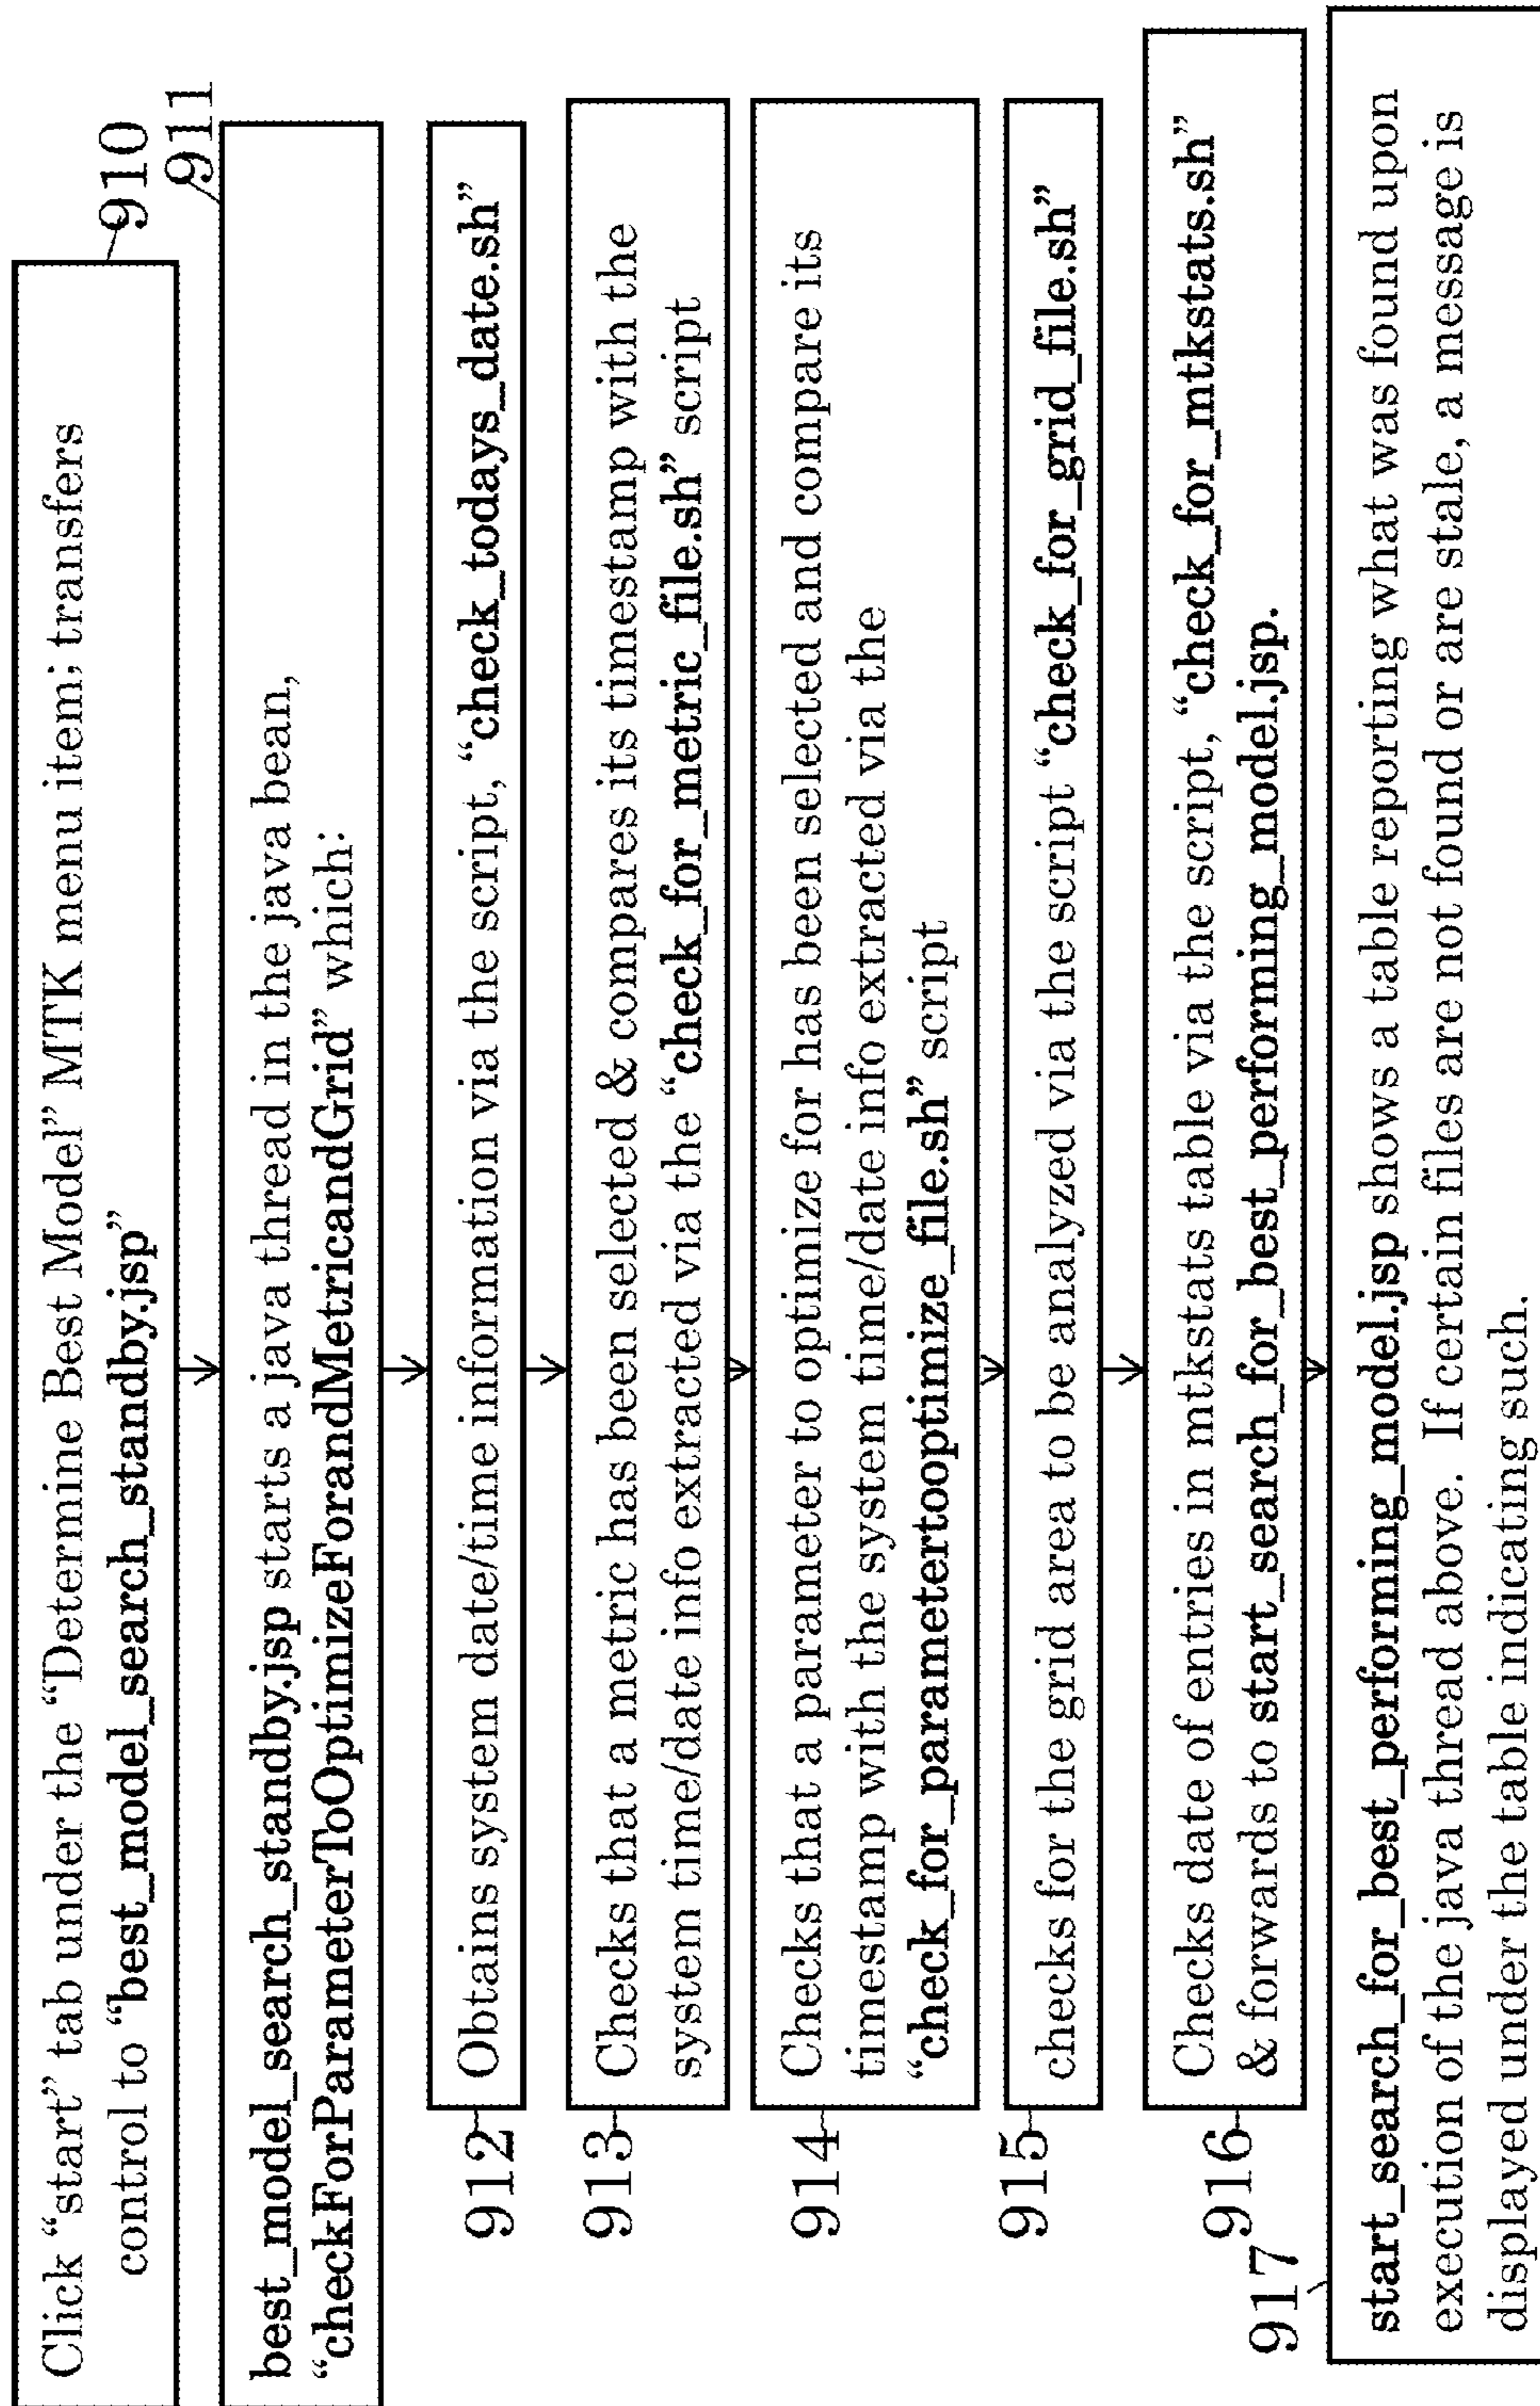 Click “start” tab under the “Determine Best Model” MTK menu item; transfers
control to “best_model_search_standby.jsp”
910
911
best_model_search_standby.jsp starts a java thread in the java bean,
“checkForParameterToOptimizeForandMetricandGrid” which:
912
Obtains system date/time information via the script, “check_todays_date.sh”
913
Checks that a metric has been selected & compares its timestamp with the
system time/date info extracted via the “check_for_metric_file.sh” script
914
Checks that a parameter to optimize for has been selected and compare its
timestamp with the system time/date info extracted via the
“check_for_parametertooptimize_file.sh” script
915
checks for the grid area to be analyzed via the script “check_for_grid_file.sh”
916
Checks date of entries in mtkstats table via the script, “check_for_mtkstats.sh”
& forwards to start_search_for_best_performing_model.jsp.
917
start_search_for_best_performing_model.jsp shows a table reporting what was found upon
execution of the java thread above. If certain files are not found or are stale, a message is
displayed under the table indicating such.